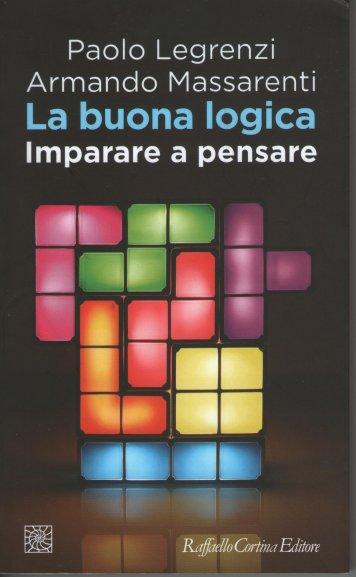 Paolo Legrenzi
Armando Massarenti
La buona logica
Imparare a pensare
Raffaello Cortina Editore